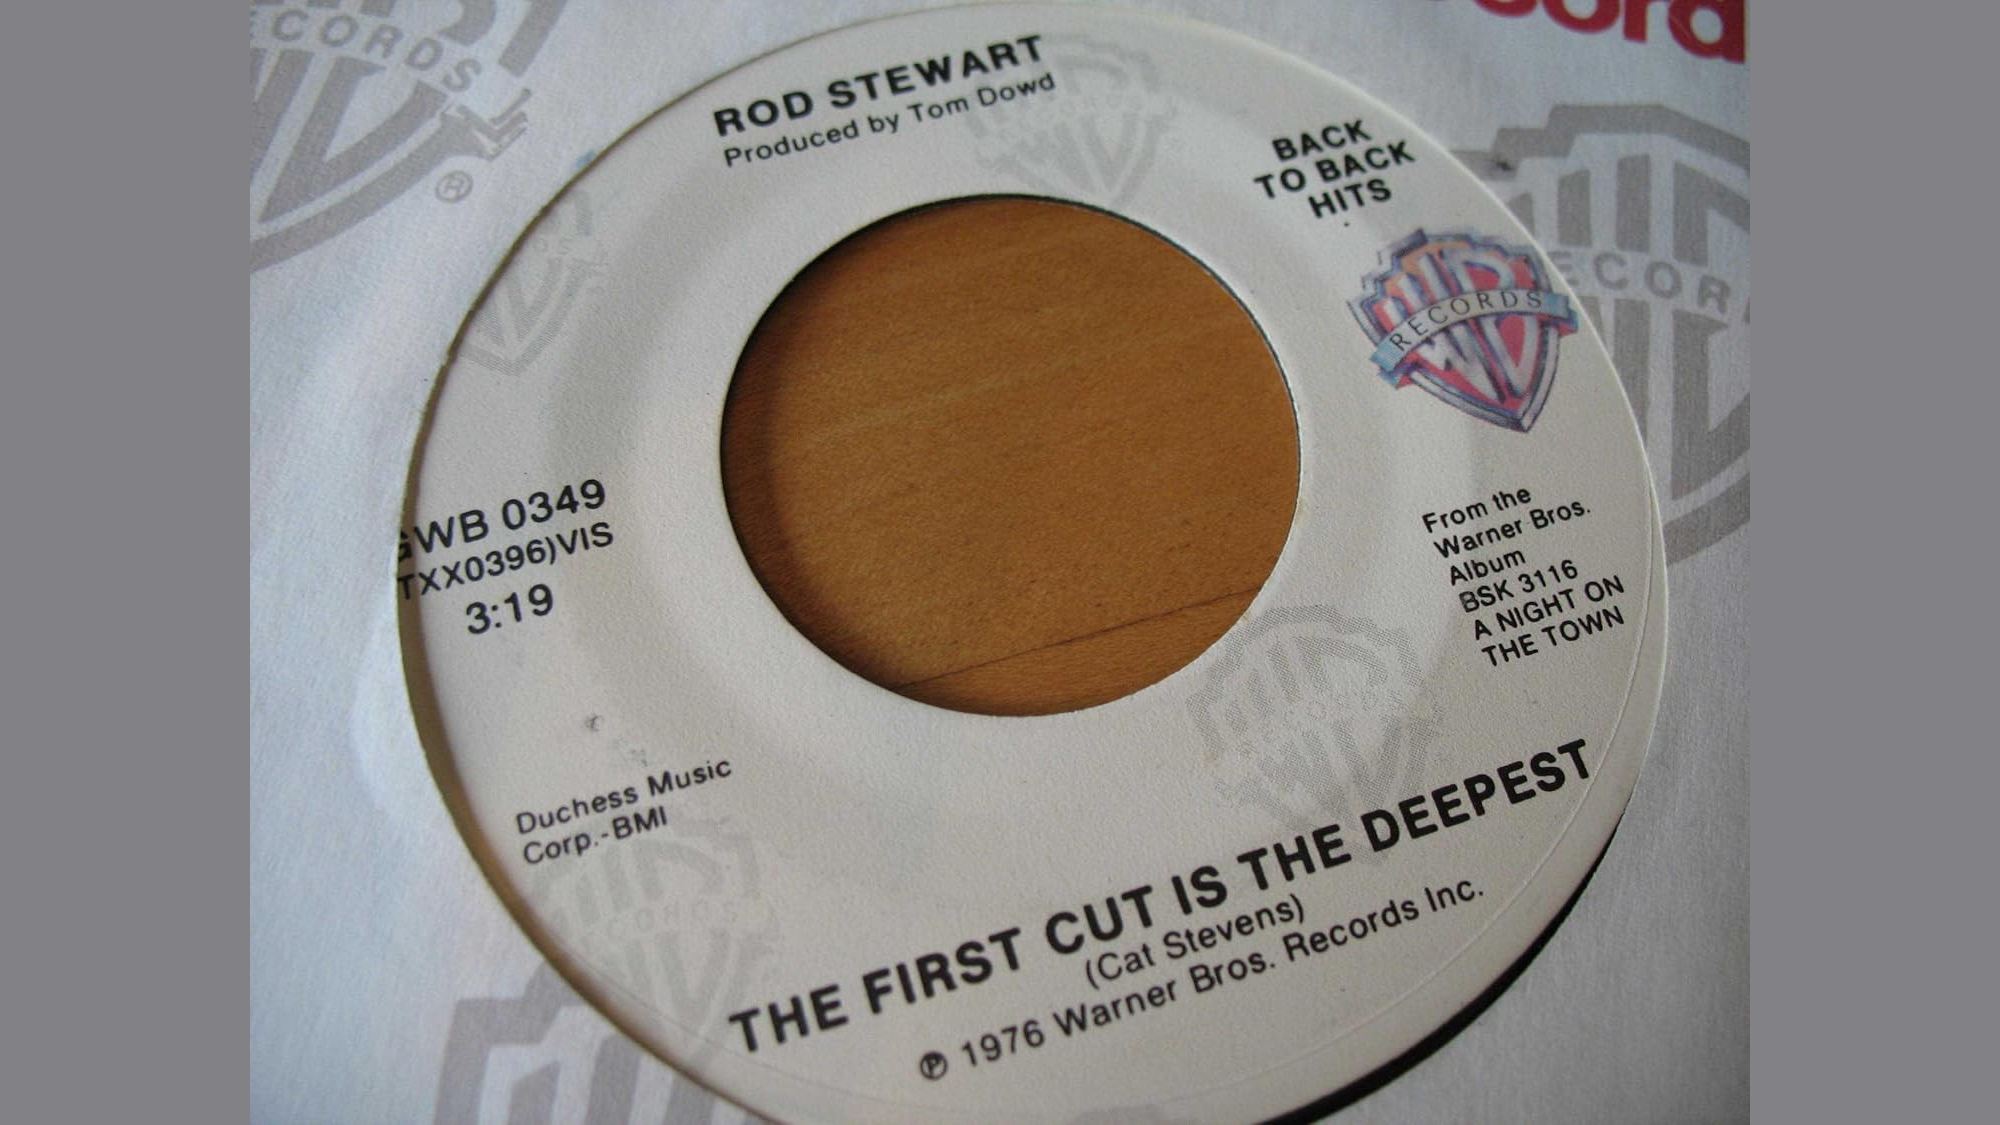 ROD STEWART
Produced by Tom Dowd
BACK
TO BACK
HITS
RECORDS
GWB 0349
TXX0396)VIS
3:19
From the
Warner Bros.
Album
BSK 3116
A NIGHT ON
THE TOWN
Duchess Music
Corp.-BMI
THE FIRST CUT IS THE DEEPEST
(Cat Stevens)
℗ 1976 Warner Bros. Records Inc.
ECORDS
®
ECOR